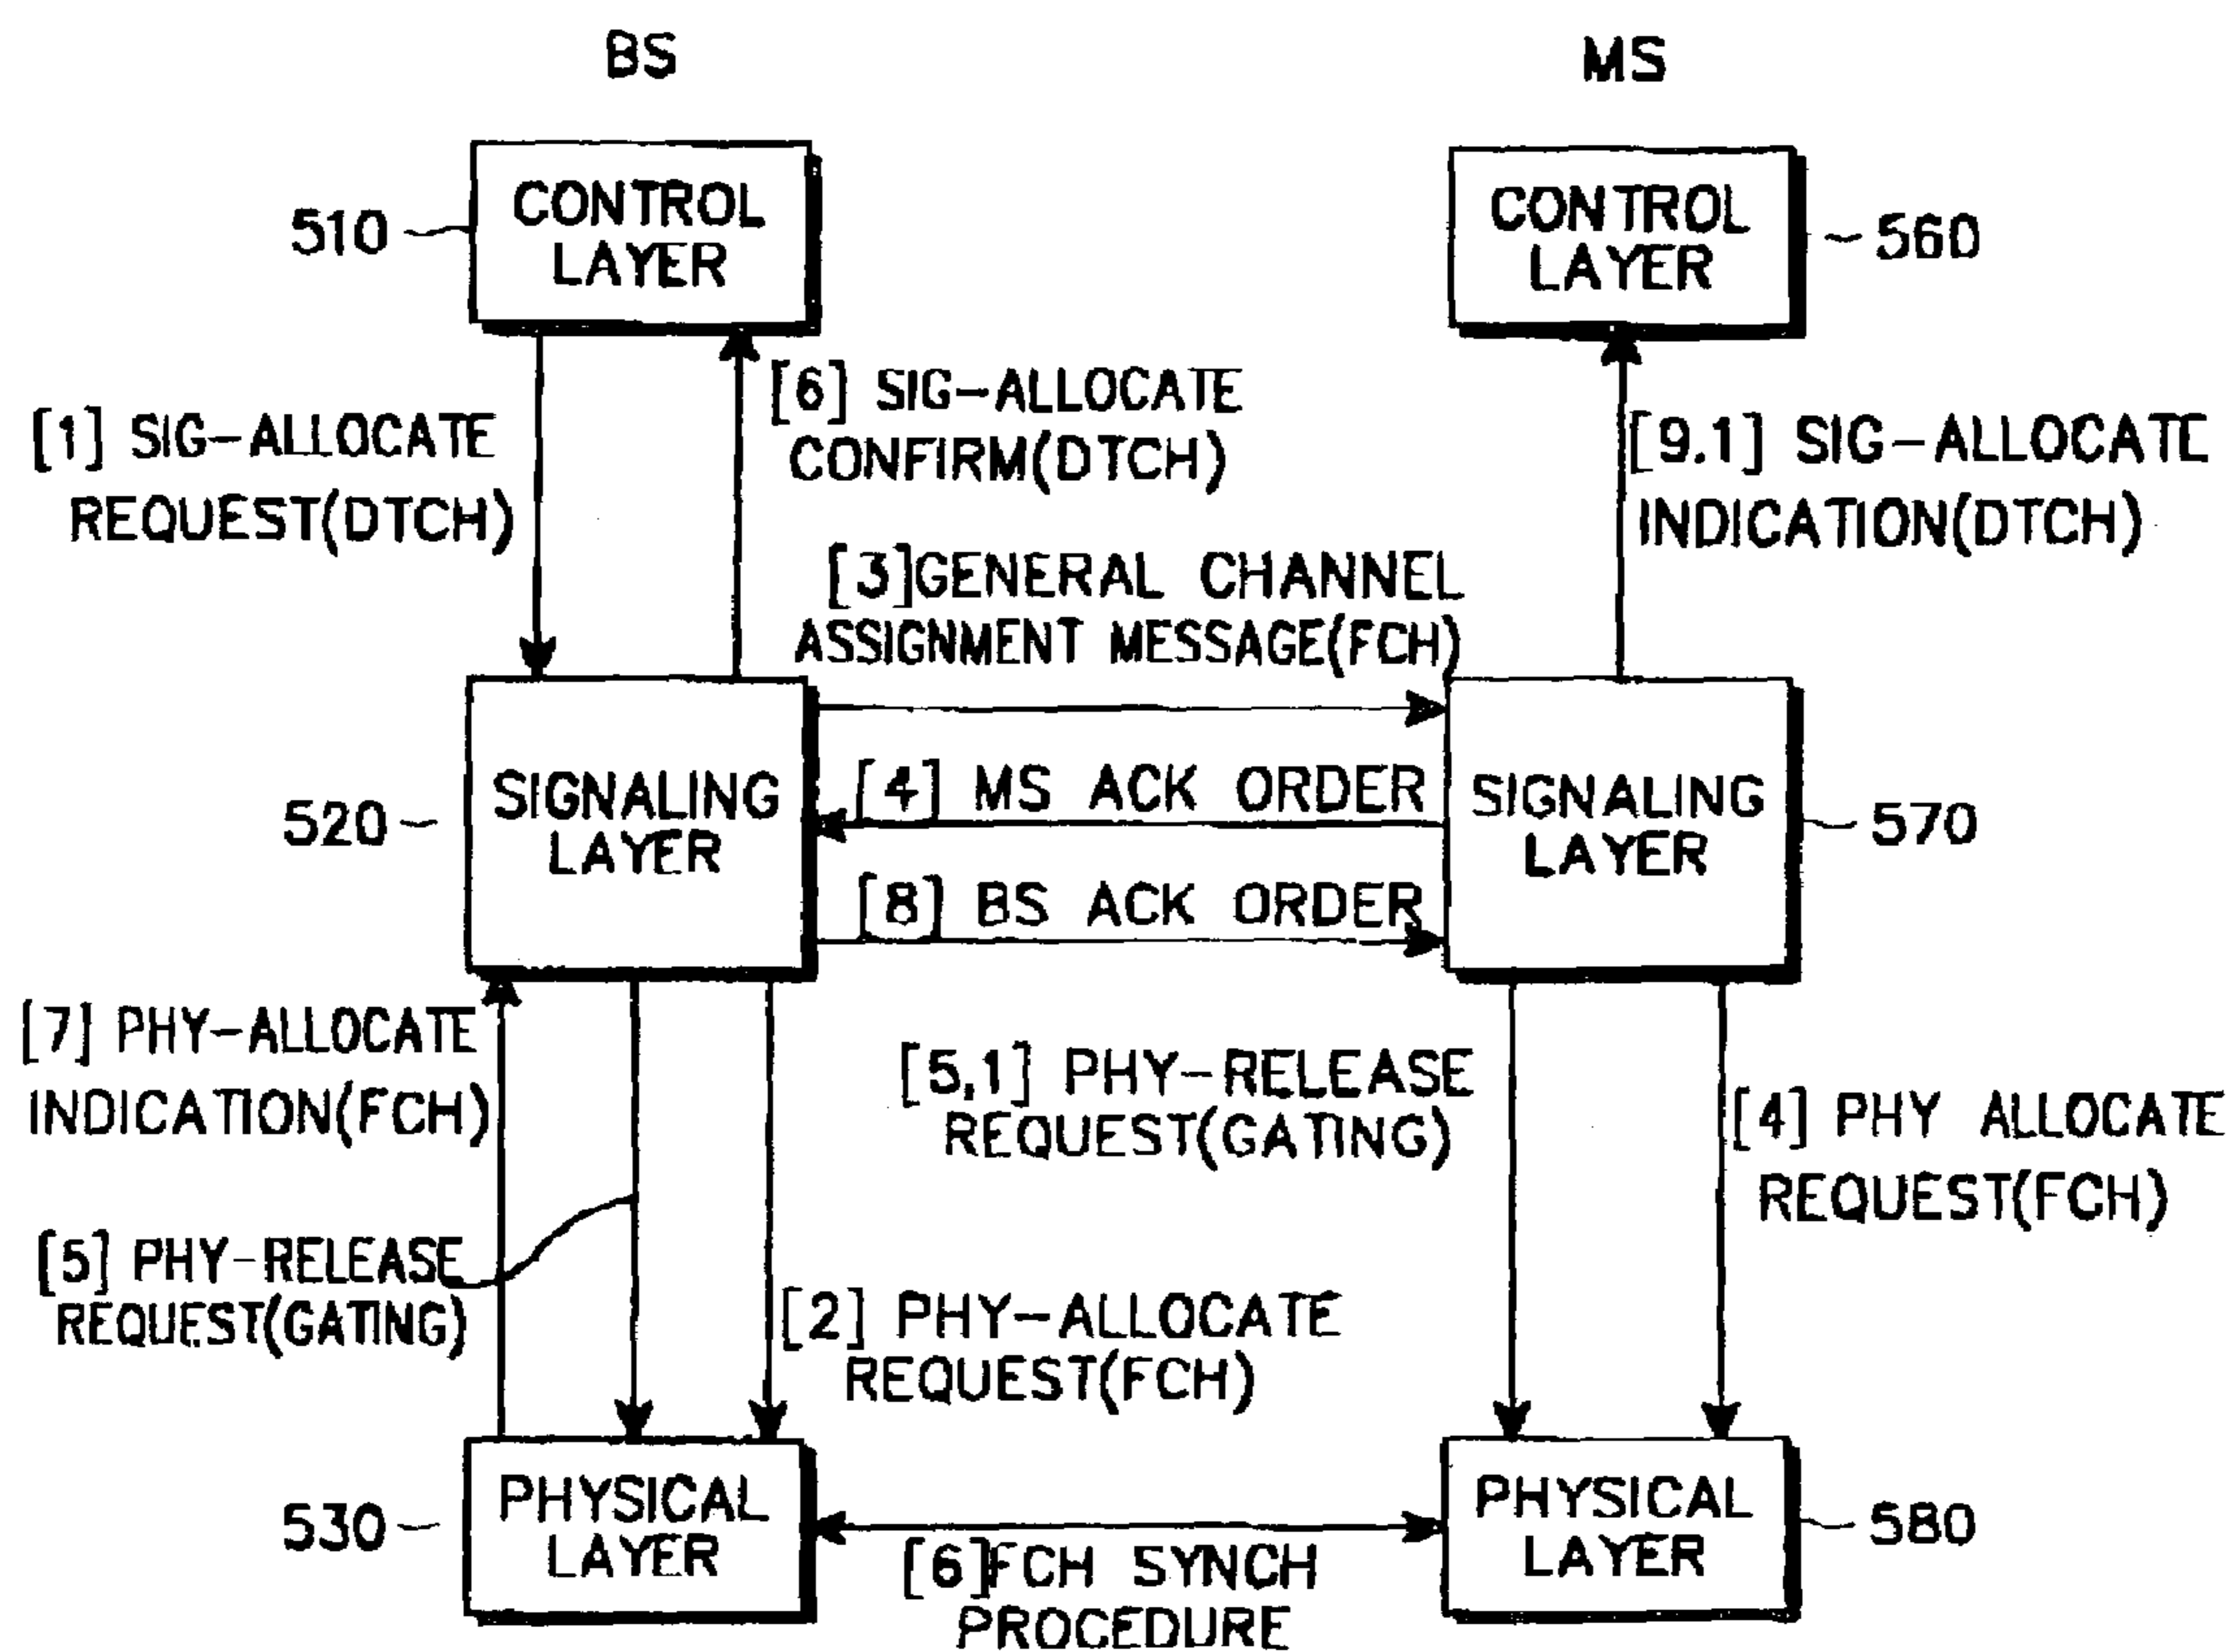 BS
MS
CONTROL
LAYER
510
CONTROL
LAYER
560
[1] SIG-ALLOCATE
REQUEST(DTCH)
[6] SIG-ALLOCATE
CONFIRM(DTCH)
[9.1] SIG-ALLOCATE
INDICATION(DTCH)
[3]GENERAL CHANNEL
ASSIGNMENT MESSAGE(FCH)
SIGNALING
LAYER
520
[4] MS ACK ORDER
[8] BS ACK ORDER
SIGNALING
LAYER
570
[7] PHY-ALLOCATE
INDICATION(FCH)
[5] PHY-RELEASE
REQUEST(GATING)
[2] PHY-ALLOCATE
REQUEST(FCH)
[5,1] PHY-RELEASE
REQUEST(GATING)
[4] PHY ALLOCATE
REQUEST(FCH)
PHYSICAL
LAYER
530
[6]FCH SYNCH
PROCEDURE
PHYSICAL
LAYER
580